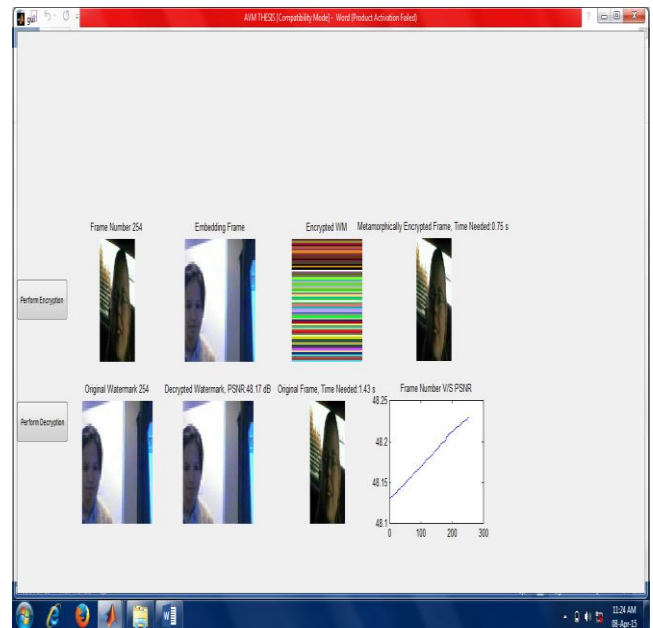 gui
AVM THESIS [Compatibility Mode] - Word (Product Activation Failed)
Frame Number 254
Embedding Frame
Encrypted WM
Metamorphically Encrypted Frame, Time Needed:0.75 s
Perform Encryption
Original Watermark 254
Decrypted Watermark, PSNR:48.17 dB
Original Frame, Time Needed:1.43 s
Frame Number V/S PSNR
Perform Decryption
48.25
48.2
48.15
48.1
0 100 200 300
11:24 AM
08-Apr-15